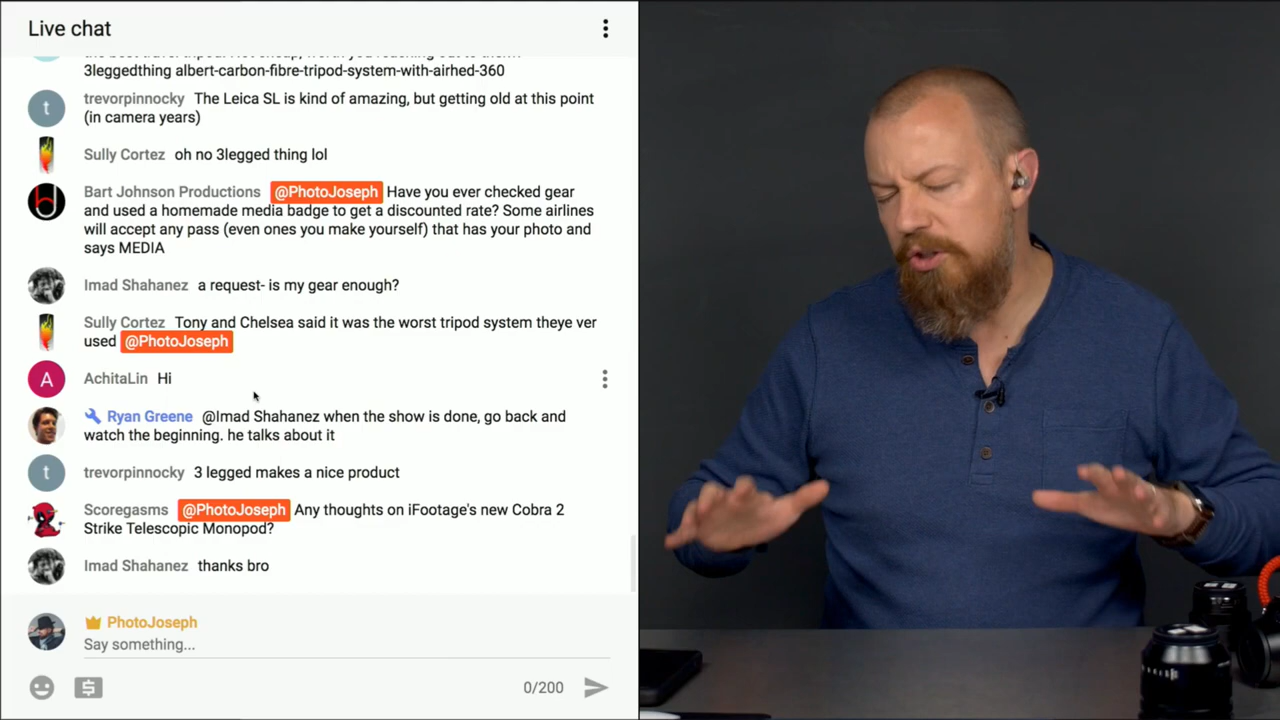 Live chat
3leggedthing albert-carbon-fibre-tripod-system-with-airhed-360
t trevorpinnocky The Leica SL is kind of amazing, but getting old at this point
(in camera years)
Sully Cortez oh no 3legged thing lol
Bart Johnson Productions @PhotoJoseph Have you ever checked gear
and used a homemade media badge to get a discounted rate? Some airlines
will accept any pass (even ones you make yourself) that has your photo and
says MEDIA
Imad Shahanez a request- is my gear enough?
Sully Cortez Tony and Chelsea said it was the worst tripod system theye ver
used @PhotoJoseph
A AchitaLin Hi
Ryan Greene @Imad Shahanez when the show is done, go back and
watch the beginning. he talks about it
t trevorpinnocky 3 legged makes a nice product
Scoregasms @PhotoJoseph Any thoughts on iFootage's new Cobra 2
Strike Telescopic Monopod?
Imad Shahanez thanks bro
PhotoJoseph
Say something...
0/200